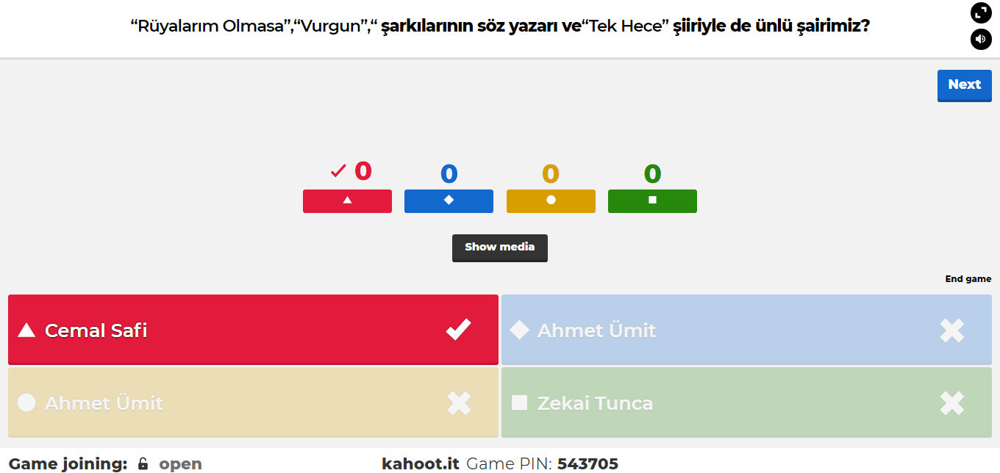 “Rüyalarım Olmasa”,“Vurgun”,“ şarkılarının söz yazarı ve“Tek Hece” şiiriyle de ünlü şairimiz?
Next
0 0 0 0
Show media
End game
Cemal Safi
Ahmet Ümit
Ahmet Ümit
Zekai Tunca
Game joining: open
kahoot.it Game PIN: 543705